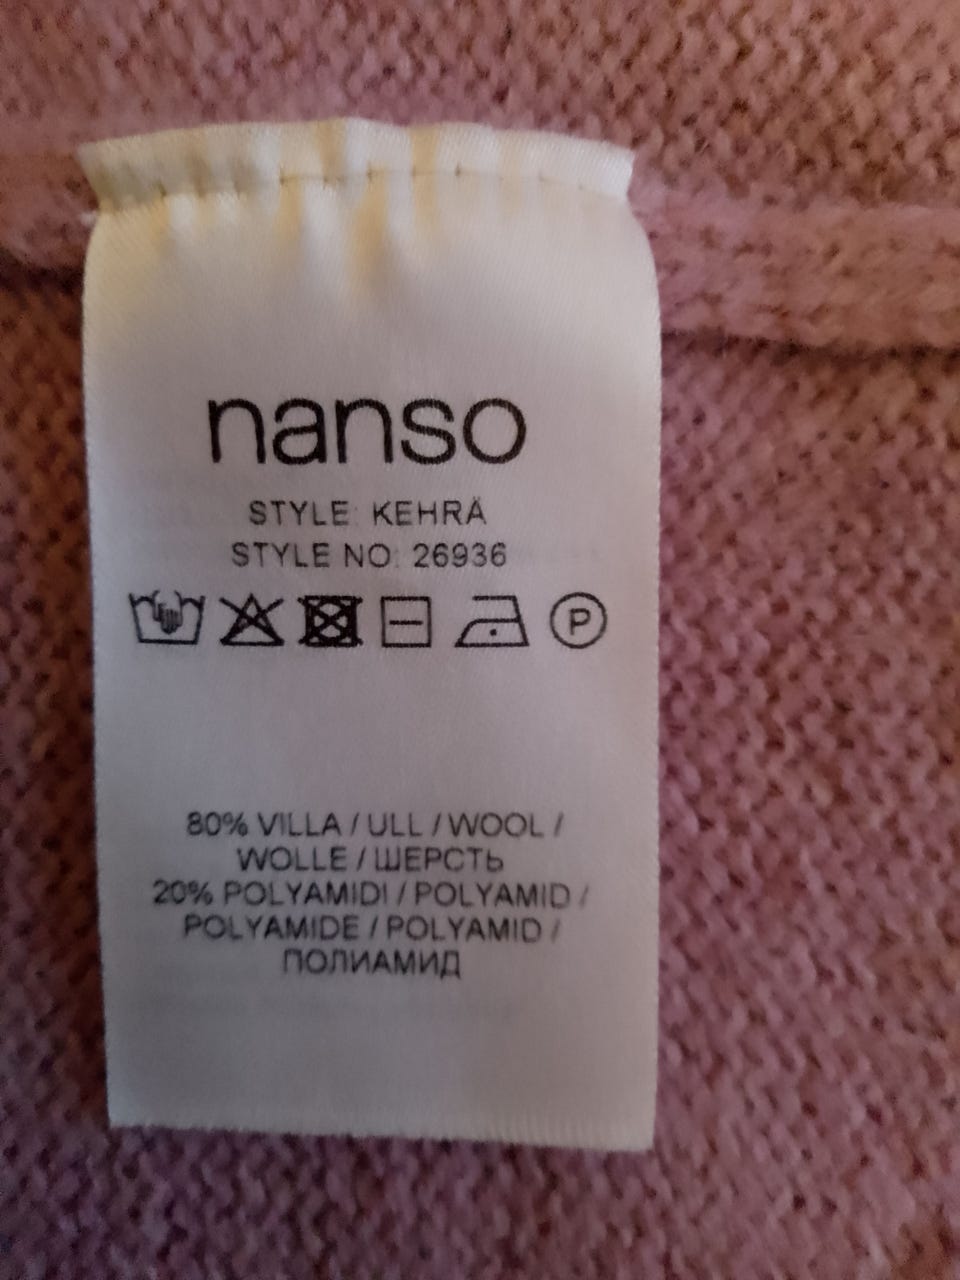 nanso
STYLE: KEHRÄ
STYLE NO: 26936
P
80% VILLA / ULL / WOOL /
WOLLE / ШЕРСТЬ
20% POLYAMIDI / POLYAMID /
POLYAMIDE / POLYAMID /
ПОЛИАМИД